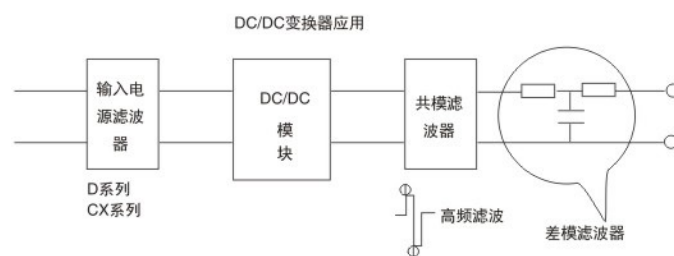 DC/DC变换器应用
输入电
源滤波
器
DC/DC
模
块
共模滤
波器
D系列
CX系列
高频滤波
差模滤波器